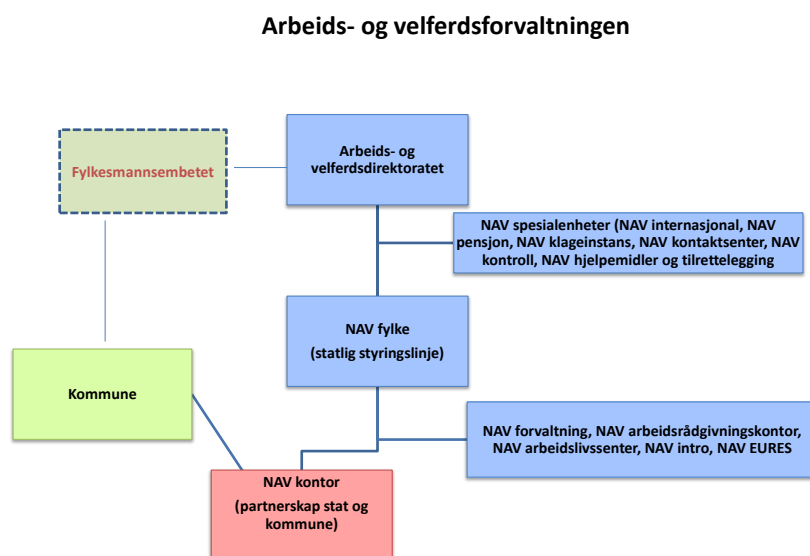 Arbeids- og velferdsforvaltningen
Arbeids- og
velferdsdirektoratet
Fylkesmannsembetet
NAV spesialenheter (NAV internasjonal, NAV
pensjon, NAV klageinstans, NAV kontaktsenter, NAV
kontroll, NAV hjelpemidler og tilrettelegging
NAV fylke
(statlig styringslinje)
Kommune
NAV forvaltning, NAV arbeidsrådgivningskontor,
NAV arbeidslivssenter, NAV intro, NAV EURES
NAV kontor
(partnerskap stat og
kommune)